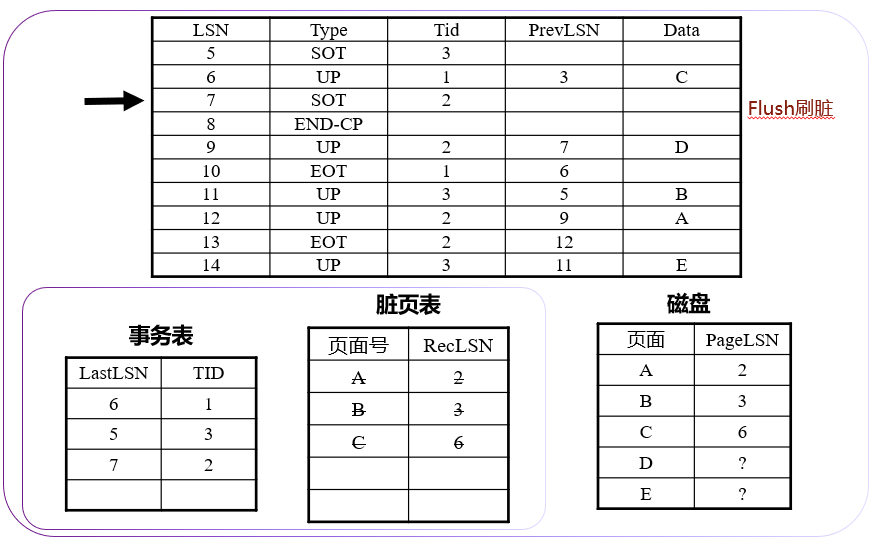 LSN Type Tid PrevLSN Data
5 SOT 3
6 UP 1 3 C
7 SOT 2
8 END-CP
9 UP 2 7 D
10 EOT 1 6
11 UP 3 5 B
12 UP 2 9 A
13 EOT 2 12
14 UP 3 11 E
Flush刷脏
事务表
LastLSN TID
6 1
5 3
7 2
脏页表
页面号 RecLSN
A 2
B 3
C 6
磁盘
页面 PageLSN
A 2
B 3
C 6
D ?
E ?